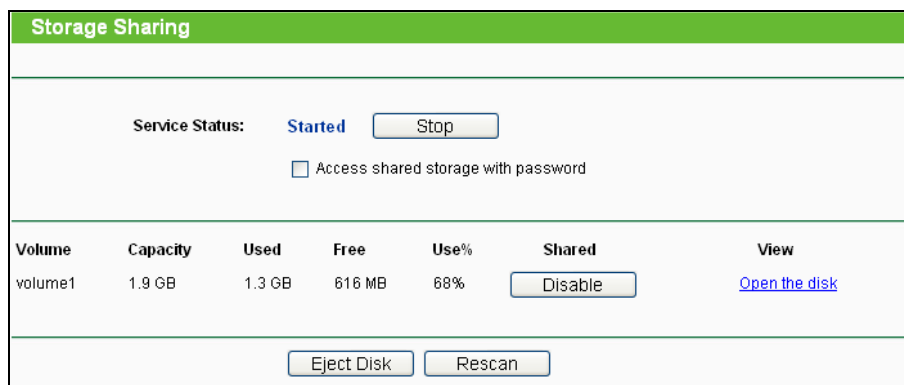 Storage Sharing
Service Status: Started Stop
Access shared storage with password
Volume Capacity Used Free Use% Shared View
volume1 1.9 GB 1.3 GB 616 MB 68% Disable Open the disk
Eject Disk Rescan